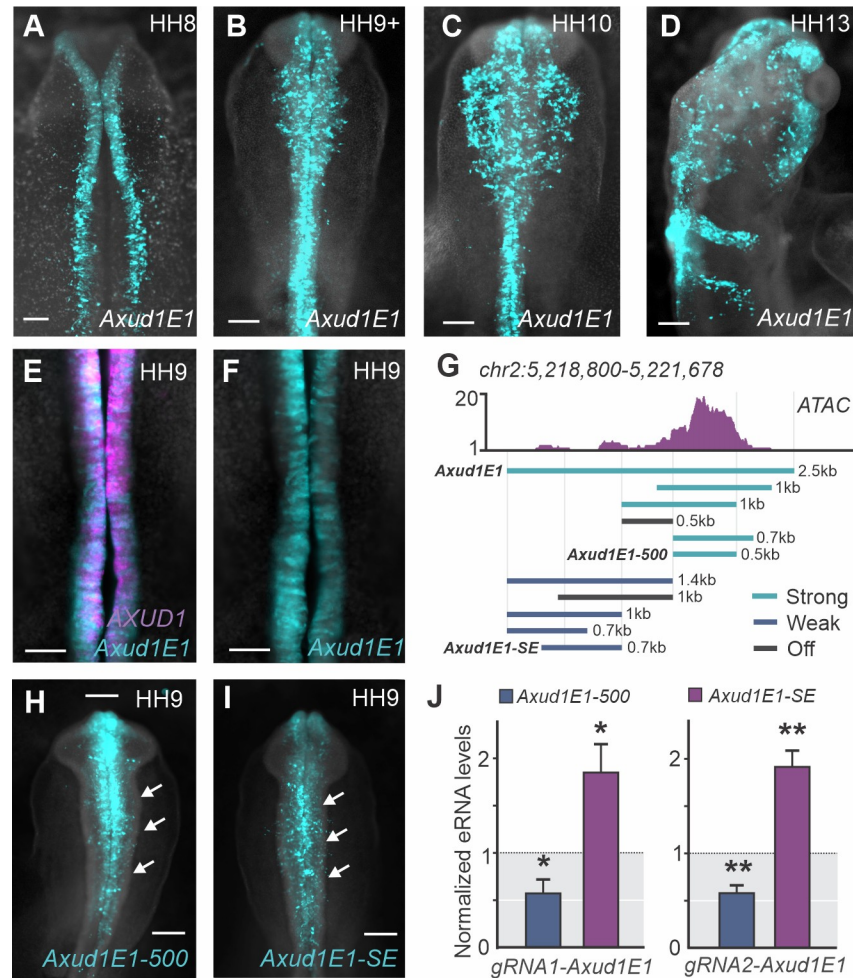 A HH8
Axud1E1
B HH9+
Axud1E1
C HH10
Axud1E1
D HH13
Axud1E1
E HH9
AXUD1
Axud1E1
F HH9
Axud1E1
G chr2:5,218,800-5,221,678
20 ATAC
1
Axud1E1 2.5kb
1kb
1kb
0.5kb
0.7kb
Axud1E1-500 0.5kb
1.4kb
1kb
1kb
0.7kb
Axud1E1-SE 0.7kb
Strong
Weak
Off
H HH9
Axud1E1-500
I HH9
Axud1E1-SE
J Axud1E1-500 Axud1E1-SE
Normalized eRNA levels
2
1
0
* *
gRNA1-Axud1E1
2
1
0
** **
gRNA2-Axud1E1